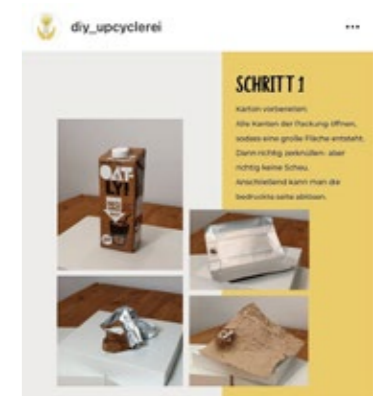 diy_upcyclerei
SCHRITT 1
Karton vorbereiten:
Alle Kanten der Packung öffnen,
sodass eine große Fläche entsteht.
Dann richtig zerknüllen- aber
richtig keine Scheu.
Anschließend kann man die
bedruckte seite ablösen.
OAT-
LY!